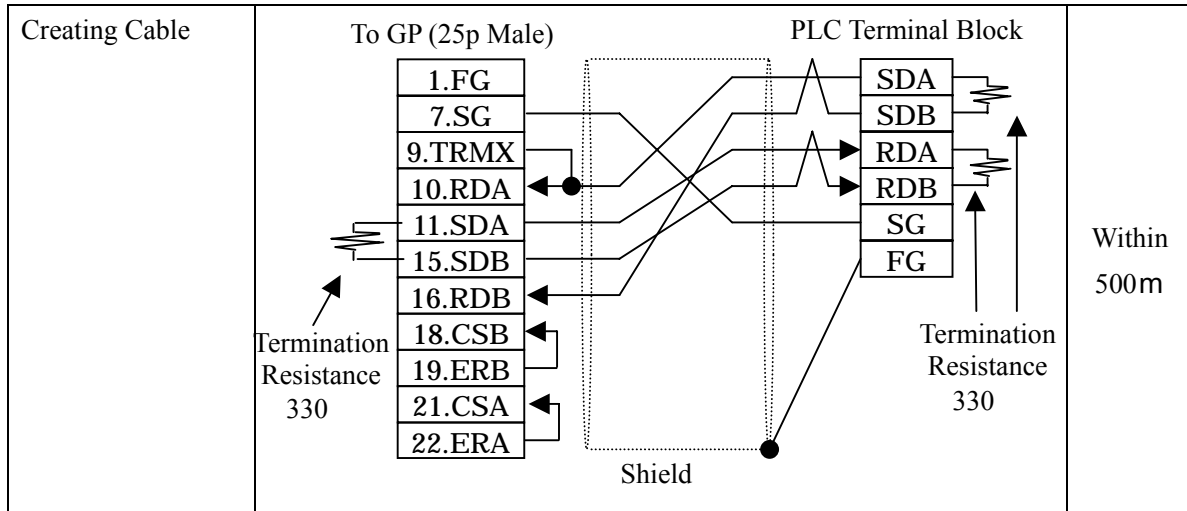 Creating Cable
To GP (25p Male)
PLC Terminal Block
1.FG
7.SG
9.TRMX
10.RDA
11.SDA
15.SDB
16.RDB
18.CSB
19.ERB
21.CSA
22.ERA
SDA
SDB
RDA
RDB
SG
FG
Termination
Resistance
330
Shield
Termination
Resistance
330
Within
500m